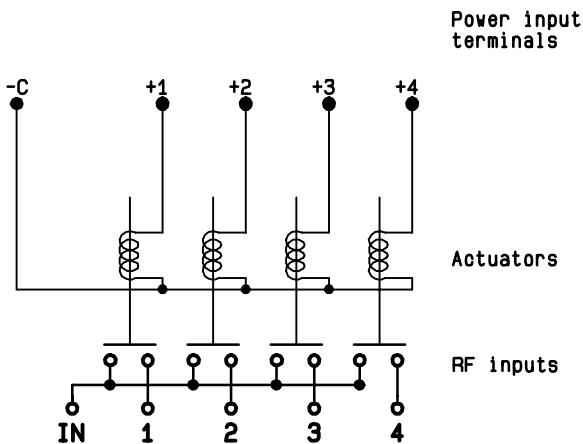 Power input
terminals
-C +1 +2 +3 +4
Actuators
RF inputs
IN 1 2 3 4